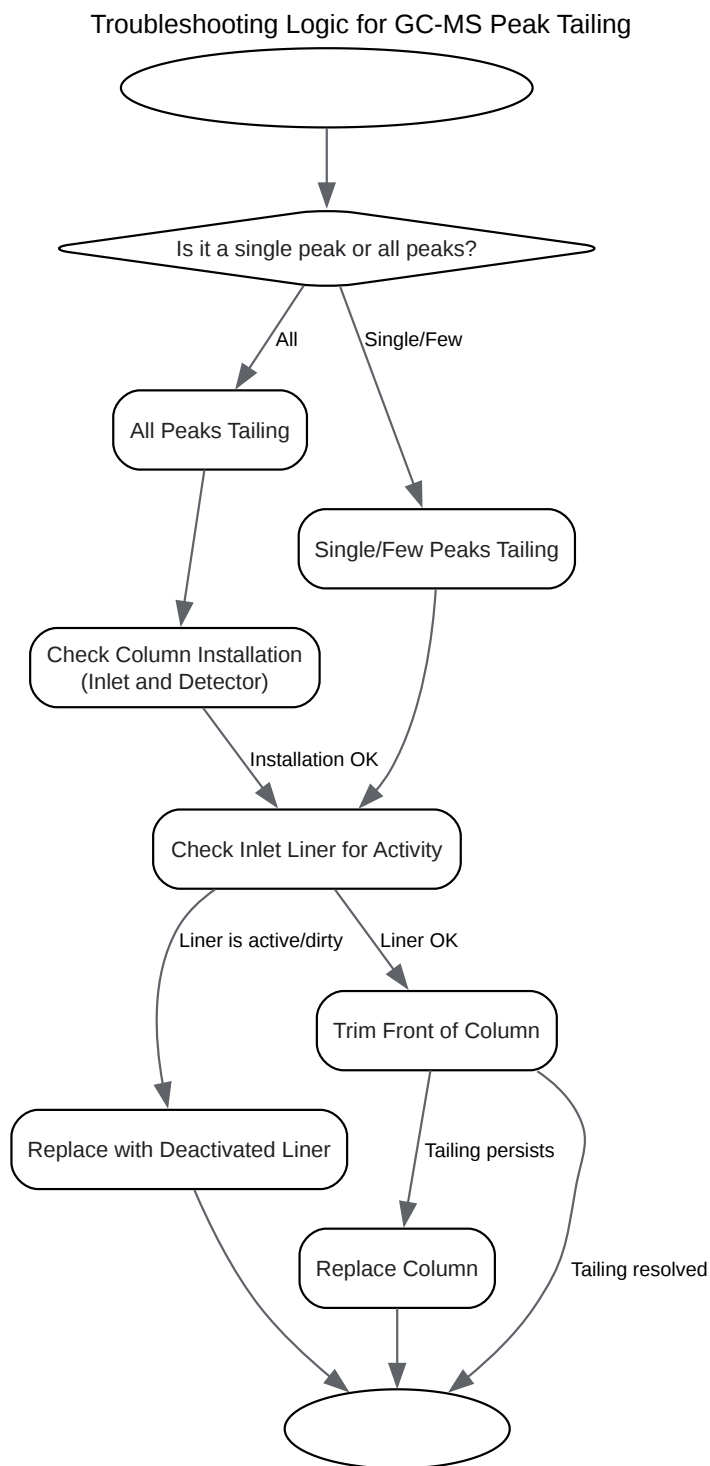 Troubleshooting Logic for GC-MS Peak Tailing
Is it a single peak or all peaks?
All
Single/Few
All Peaks Tailing
Single/Few Peaks Tailing
Check Column Installation
(Inlet and Detector)
Installation OK
Check Inlet Liner for Activity
Liner is active/dirty
Liner OK
Trim Front of Column
Replace with Deactivated Liner
Tailing persists
Replace Column
Tailing resolved